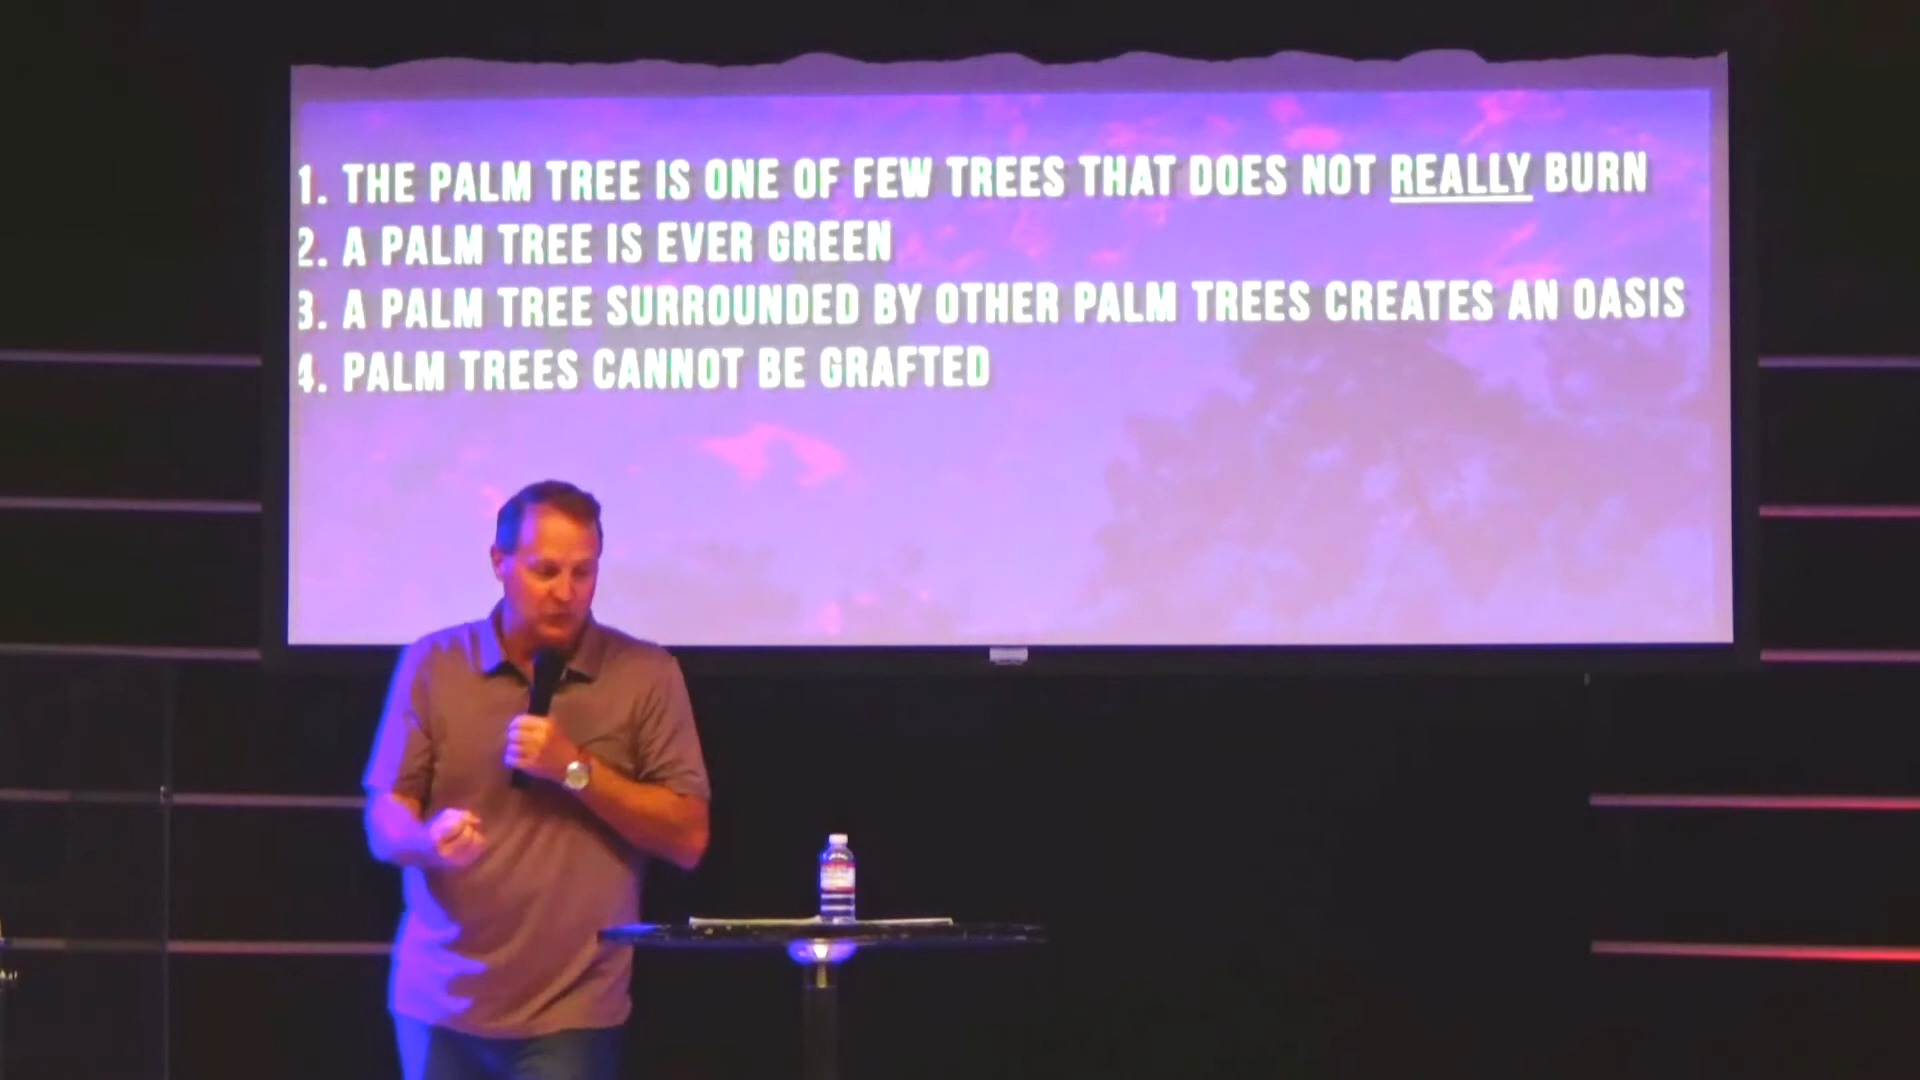 1. THE PALM TREE IS ONE OF FEW TREES THAT DOES NOT REALLY BURN
2. A PALM TREE IS EVER GREEN
3. A PALM TREE SURROUNDED BY OTHER PALM TREES CREATES AN OASIS
4. PALM TREES CANNOT BE GRAFTED